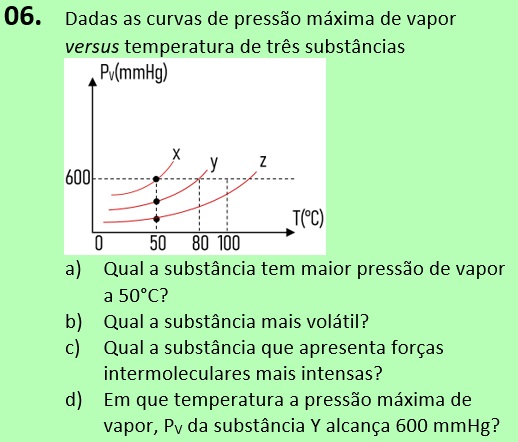 06. Dadas as curvas de pressão máxima de vapor
versus temperatura de três substâncias
Pᵥ(mmHg)
x
y
z
600
T(°C)
0 50 80 100
a) Qual a substância tem maior pressão de vapor
a 50°C?
b) Qual a substância mais volátil?
c) Qual a substância que apresenta forças
intermoleculares mais intensas?
d) Em que temperatura a pressão máxima de
vapor, Pᵥ da substância Y alcança 600 mmHg?